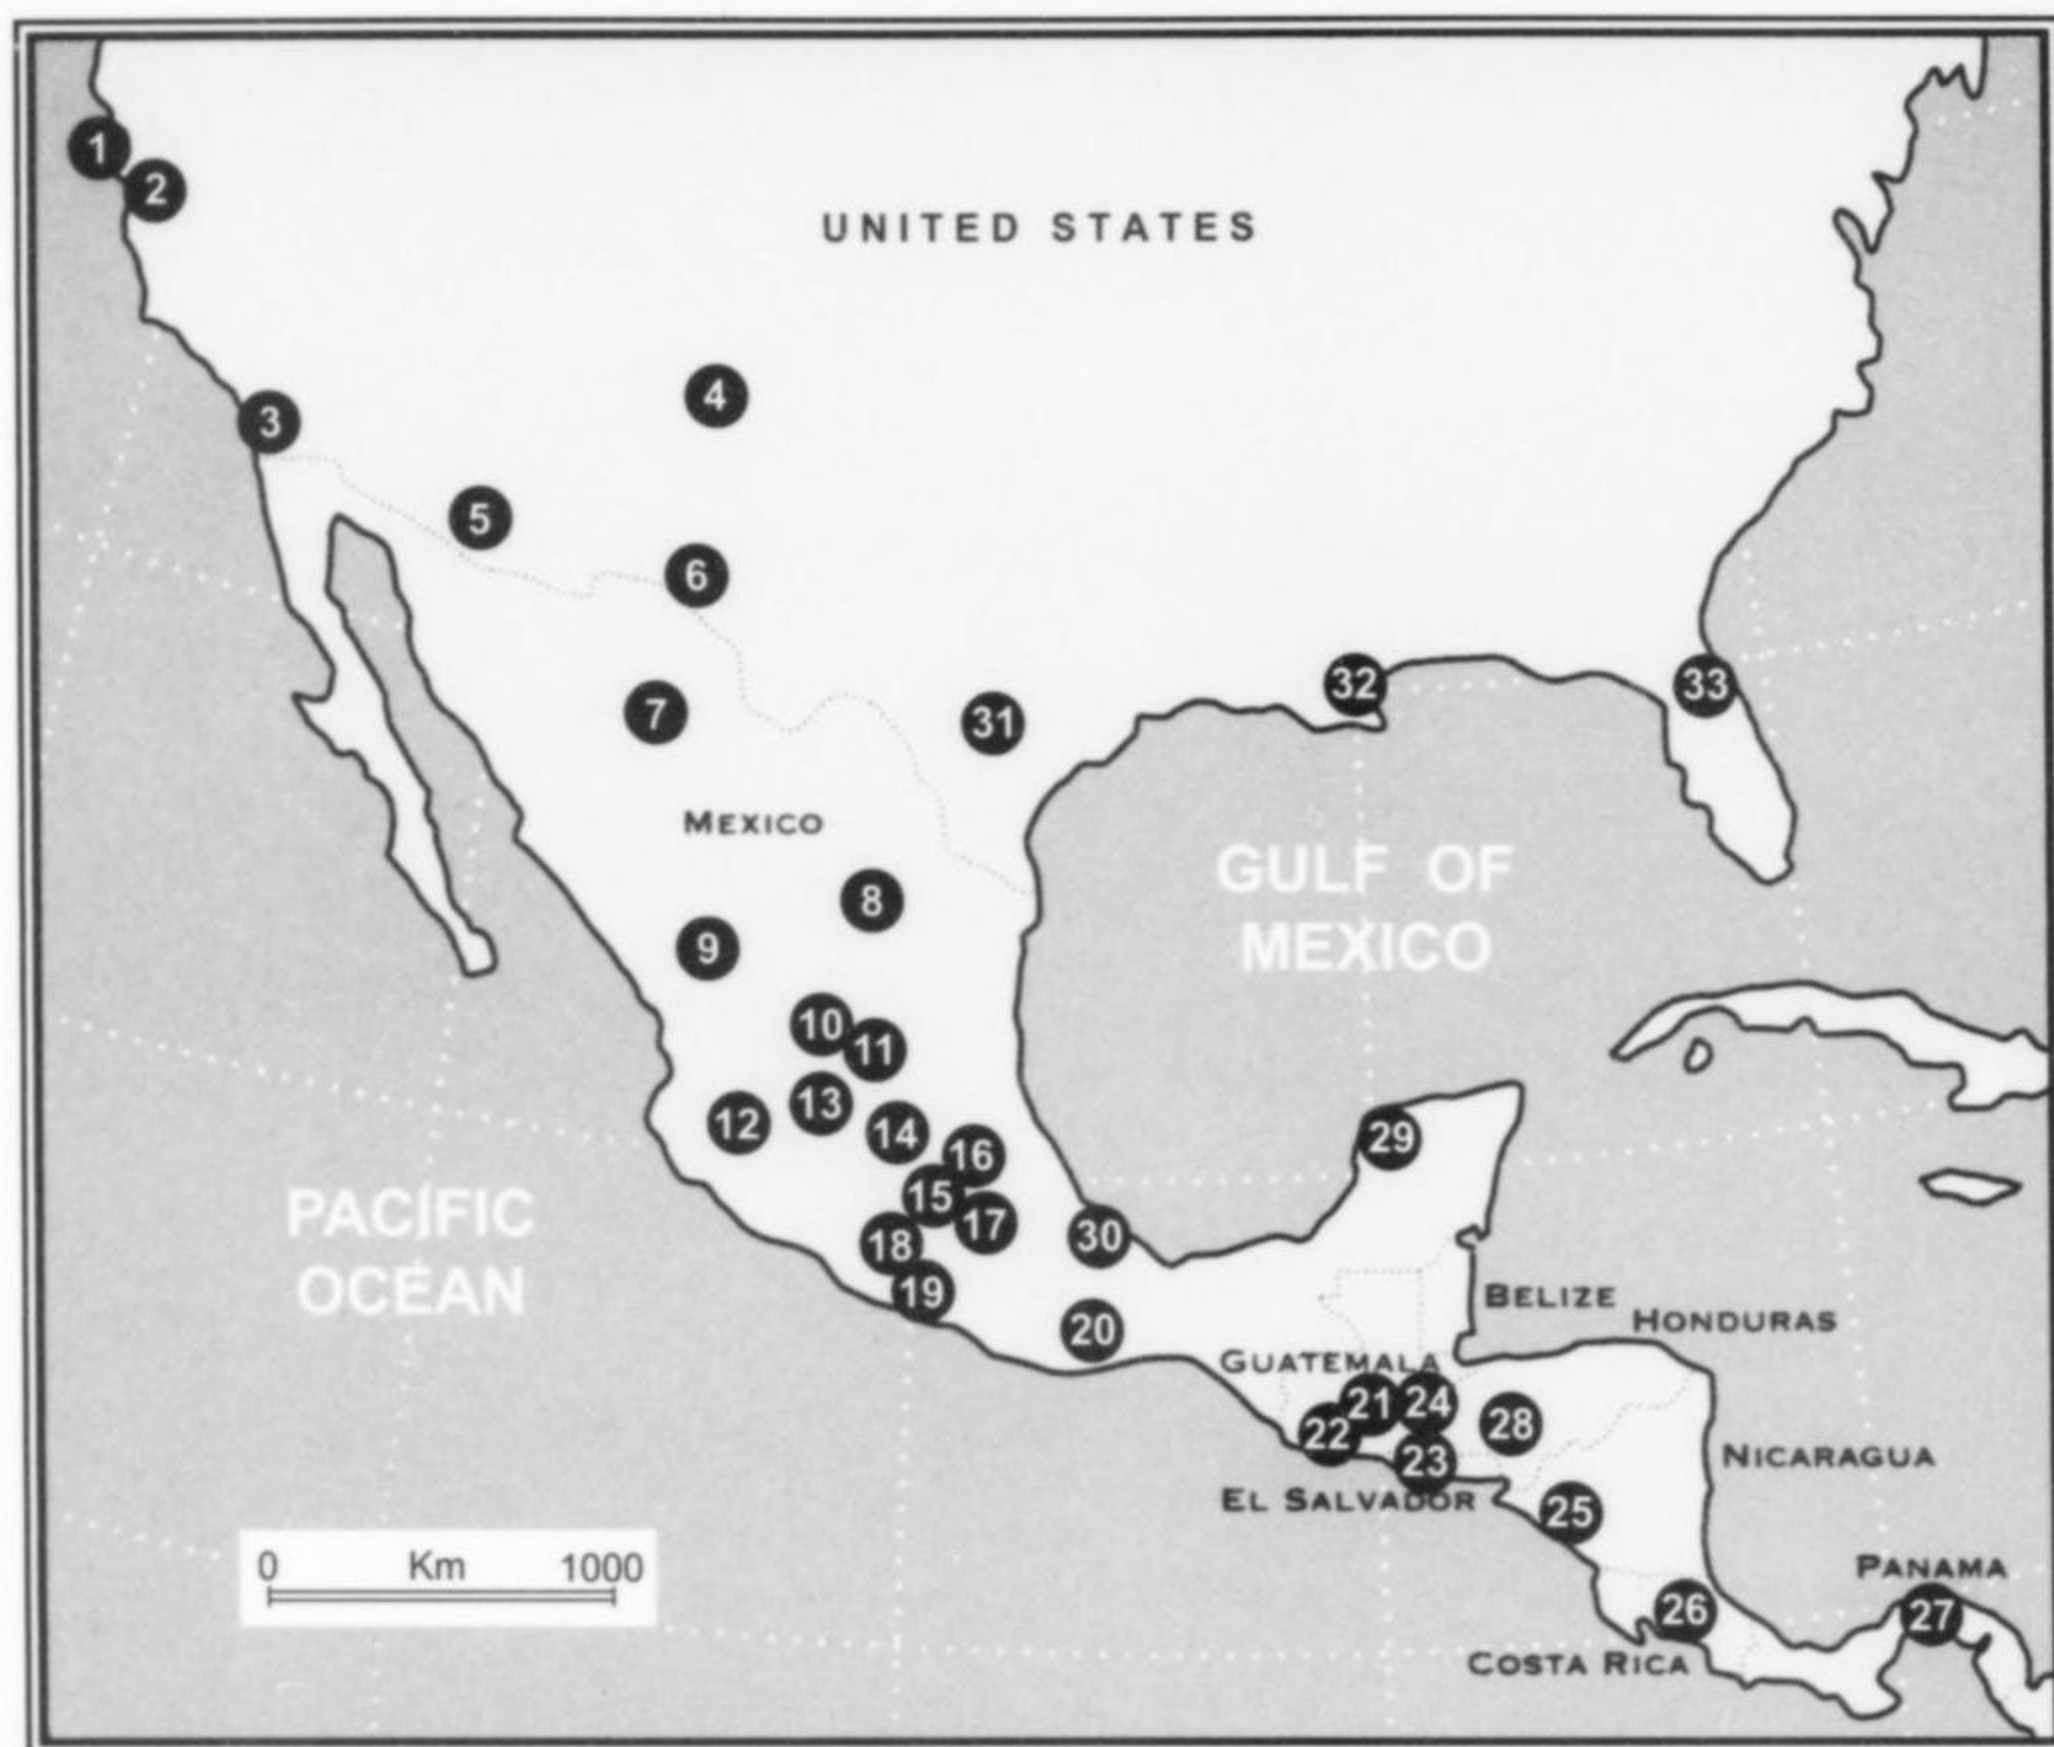 1
2
UNITED STATES
4
3
5
6
7
31
32
33
MEXICO
GULF OF
MEXICO
8
9
10
11
12
13
14
16
15
17
18
19
29
30
20
PACIFIC
OCEAN
BELIZE
HONDURAS
GUATEMALA
21
24
22
28
23
NICARAGUA
EL SALVADOR
25
0 Km 1000
PANAMA
26
27
COSTA RICA